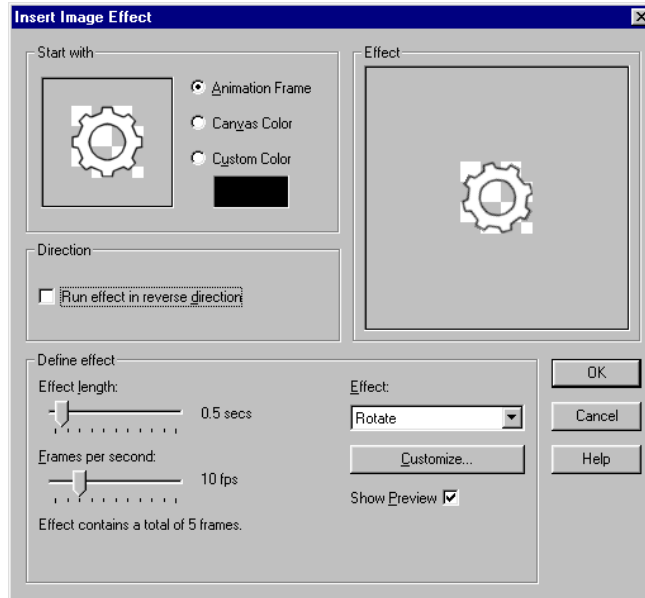 Insert Image Effect
Start with
Animation Frame
Canvas Color
Custom Color
Effect
Direction
Run effect in reverse direction
Define effect
Effect length:
0.5 secs
Frames per second:
10 fps
Effect contains a total of 5 frames.
Effect:
Rotate
Customize...
Show Preview
OK
Cancel
Help